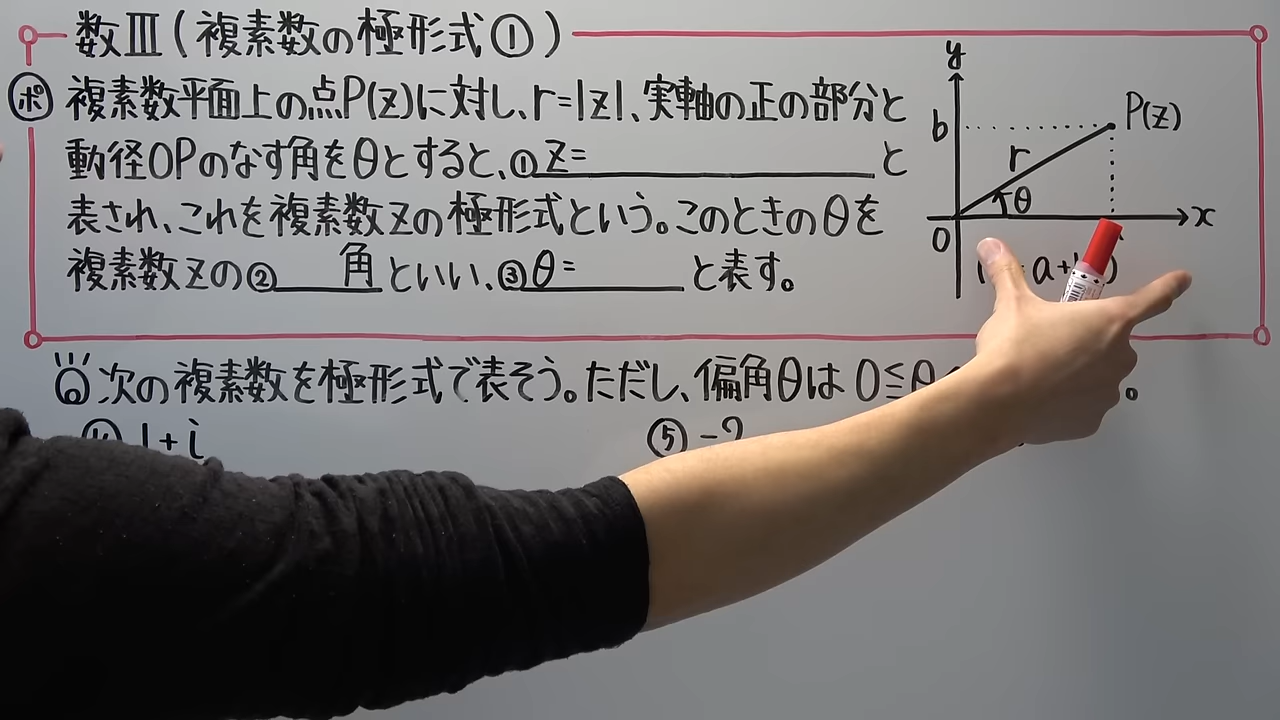 数Ⅲ(複素数の極形式①)
ポ 複素数平面上の点P(z)に対し、r=|z|、実軸の正の部分と
動径OPのなす角をθとすると、①z= と
表され、これを複素数zの極形式という。このときのθを
複素数zの② 角といい、③θ= と表す。
y
b
P(z)
r
θ
O
x
a+
)
次の複素数を極形式で表そう。ただし、偏角θは 0≦θ
。
1+i
⑤ -2